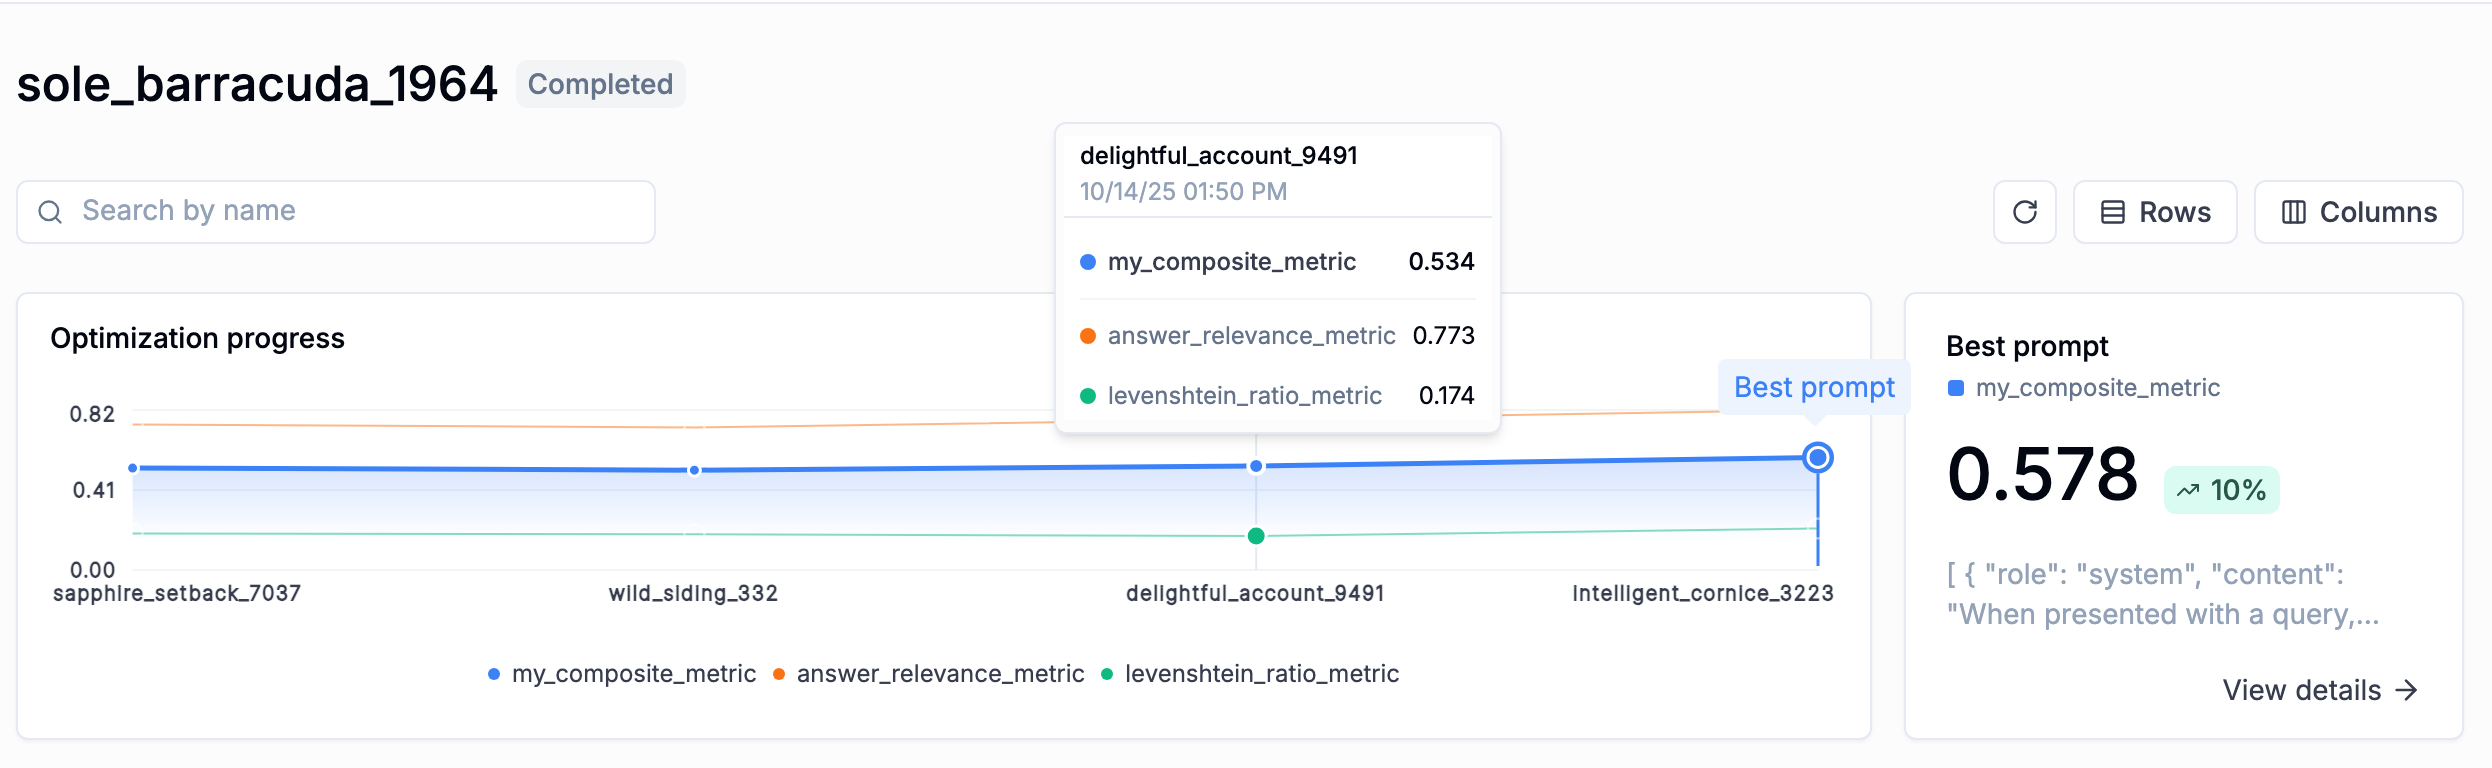 sole_barracuda_1964 Completed
Search by name
Rows
Columns
delightful_account_9491
10/14/25 01:50 PM
my_composite_metric 0.534
answer_relevance_metric 0.773
levenshtein_ratio_metric 0.174
Optimization progress
Best prompt
0.82
0.41
0.00
sapphire_setback_7037 wild_siding_332 delightful_account_9491 intelligent_cornice_3223
my_composite_metric answer_relevance_metric levenshtein_ratio_metric
Best prompt
my_composite_metric
0.578 10%
[ { "role": "system", "content":
"When presented with a query,...
View details